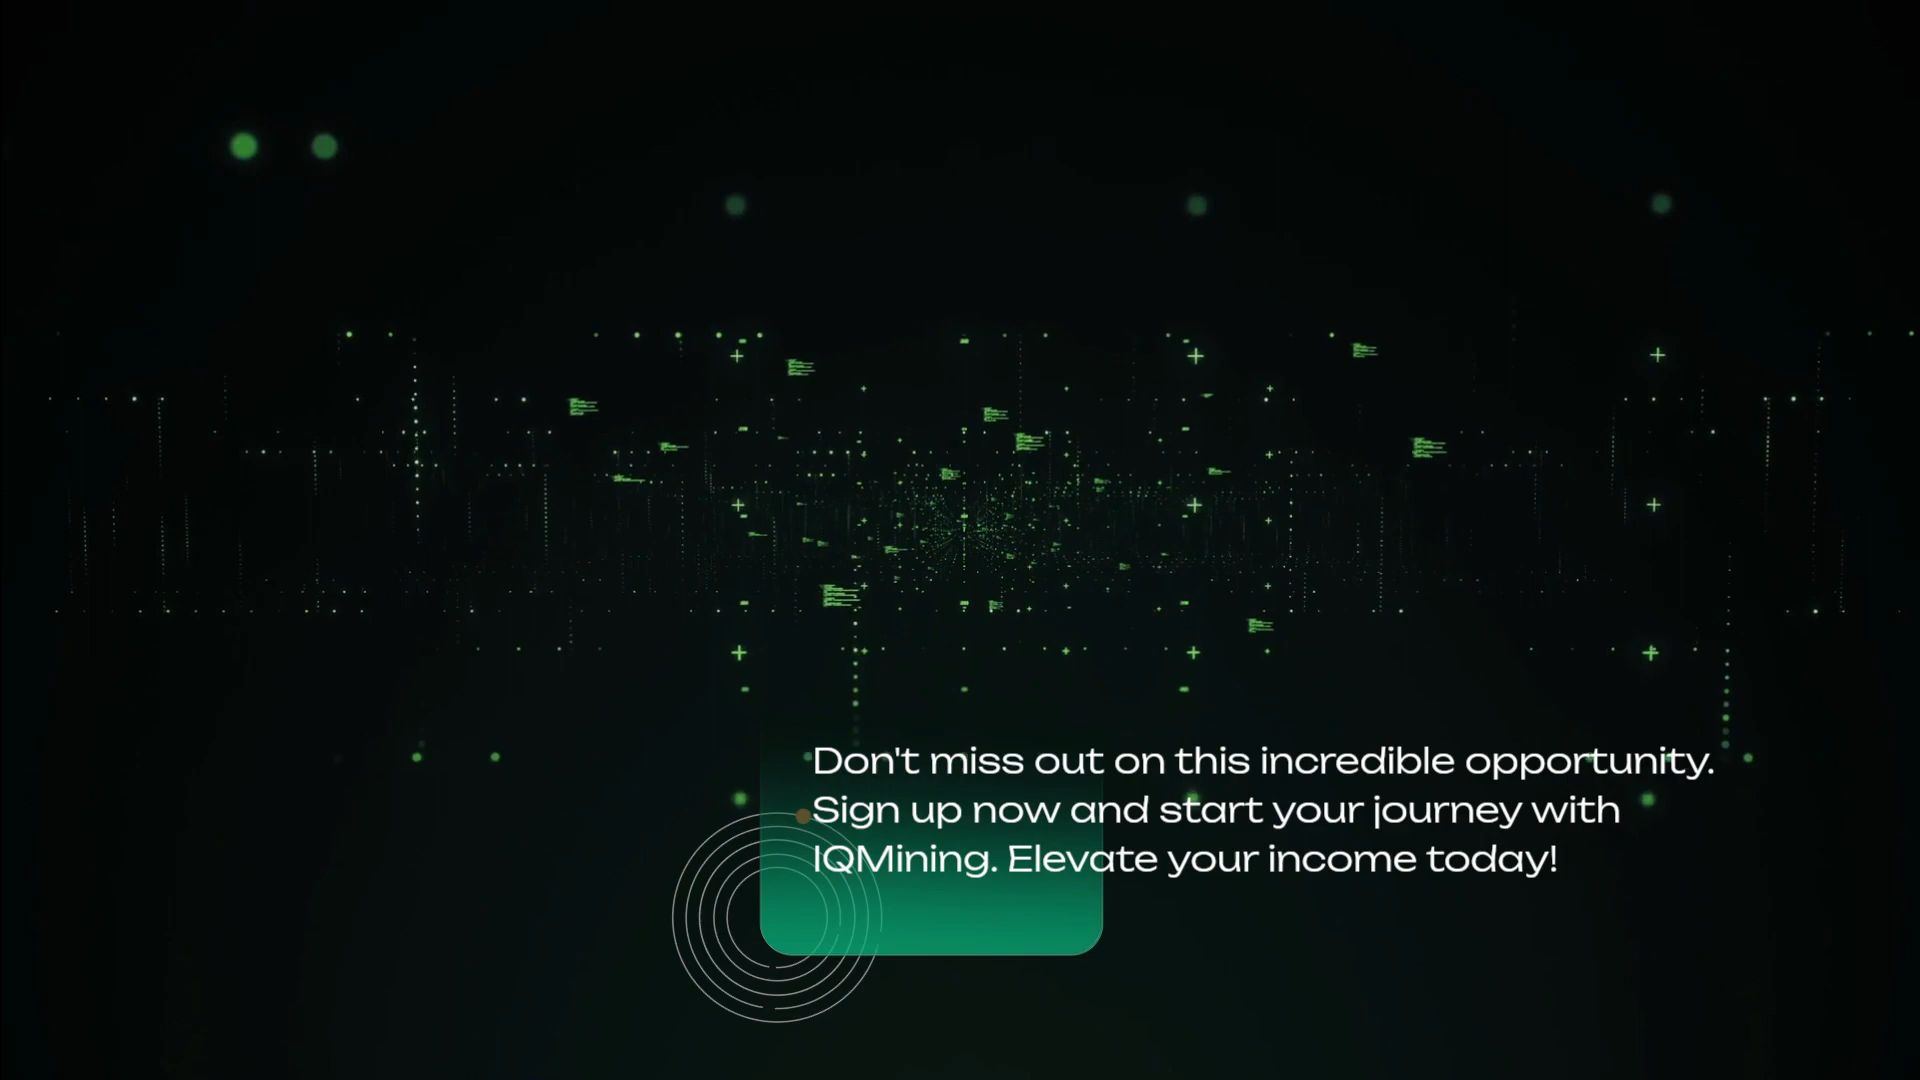 Don't miss out on this incredible opportunity.
Sign up now and start your journey with
IQMining. Elevate your income today!